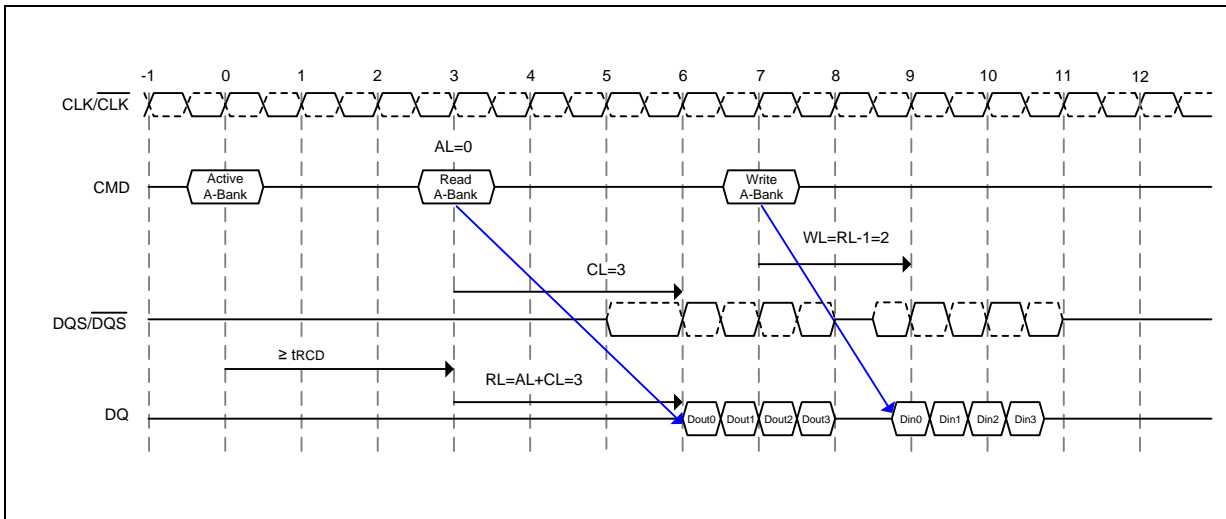 -1 0 1 2 3 4 5 6 7 8 9 10 11 12
CLK/CLK
AL=0
CMD
Active
A-Bank
Read
A-Bank
Write
A-Bank
WL=RL-1=2
CL=3
DQS/DQS
≥ tRCD
RL=AL+CL=3
DQ
Dout0 Dout1 Dout2 Dout3 Din0 Din1 Din2 Din3